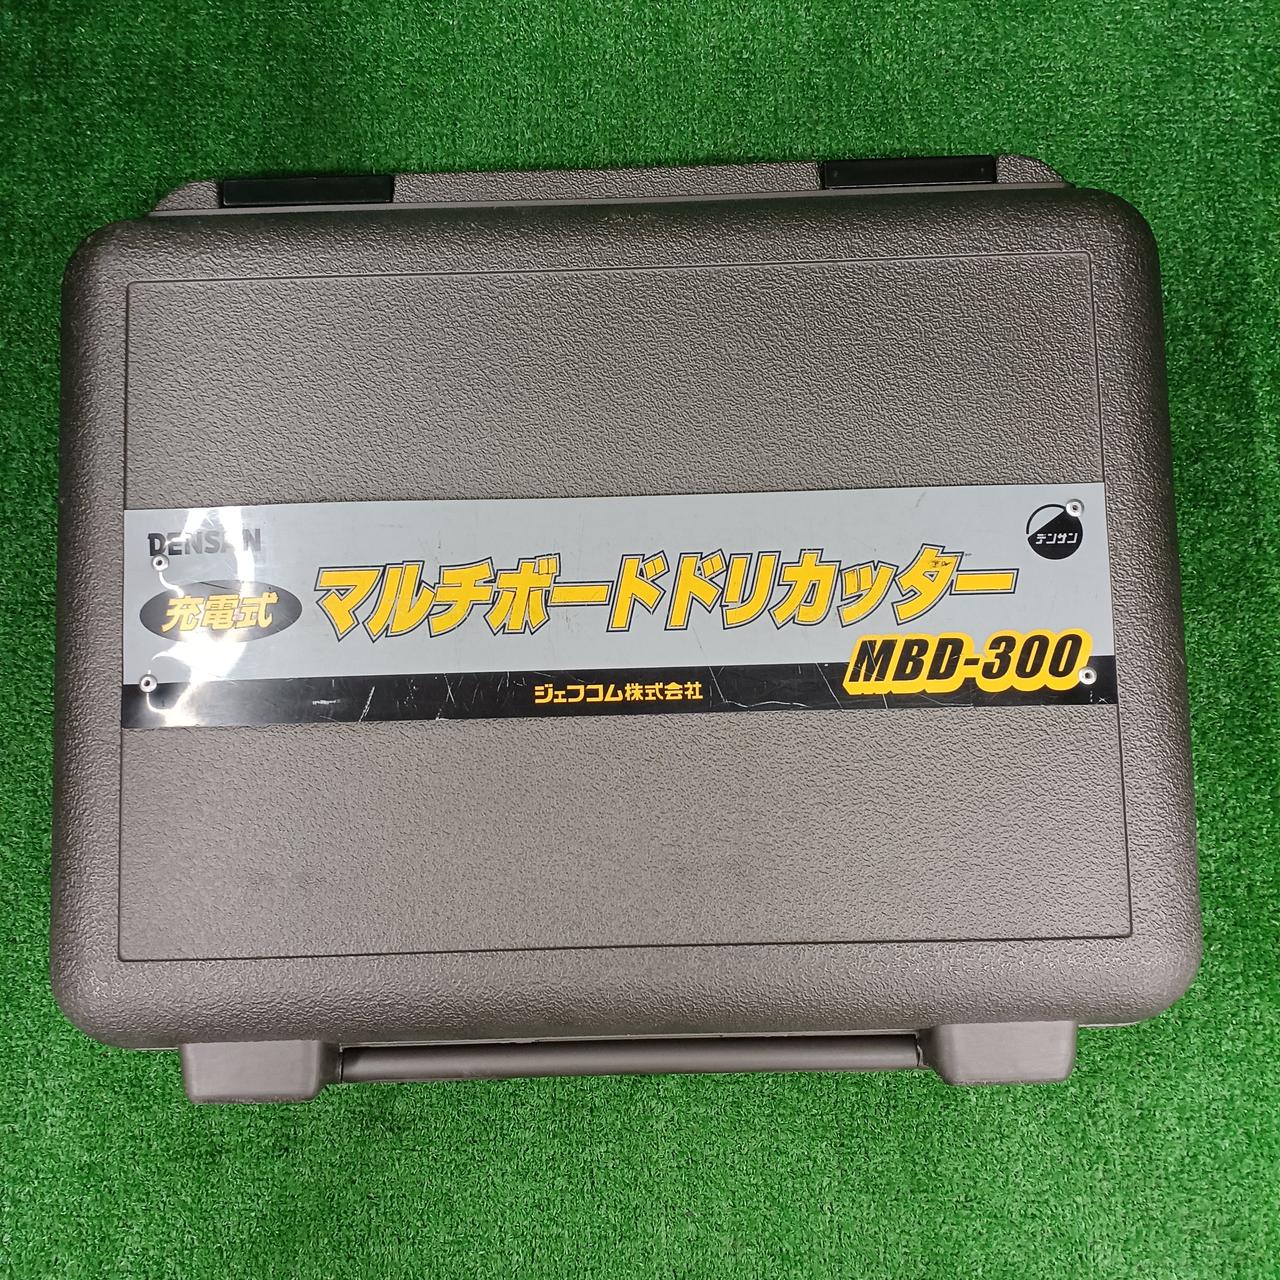 DENSAN
デンサン
充電式
マルチボードドリカッター
MBD-300
ジェフコム株式会社